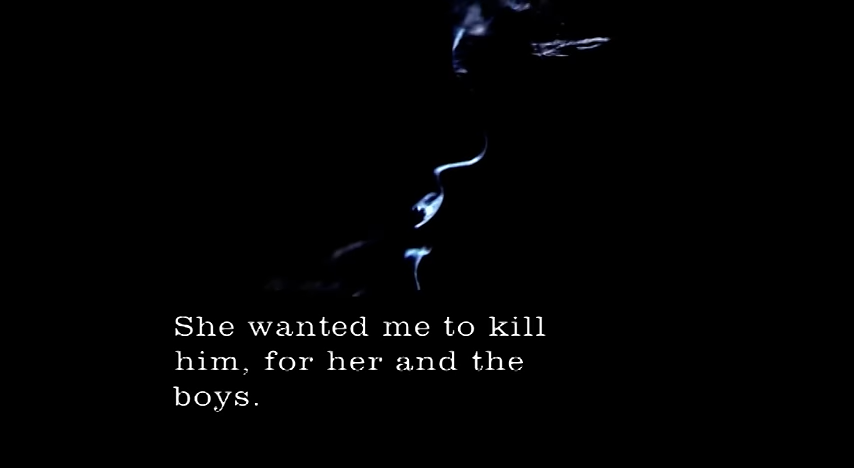 She wanted me to kill
him, for her and the
boys.